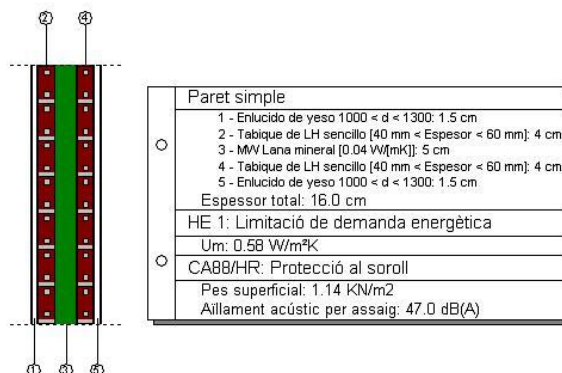 2 4
Paret simple
1 - Enlucido de yeso 1000 < d < 1300: 1.5 cm
2 - Tabique de LH sencillo [40 mm < Espesor < 60 mm]: 4 cm
3 - MW Lana mineral [0.04 W/[mK]]: 5 cm
4 - Tabique de LH sencillo [40 mm < Espesor < 60 mm]: 4 cm
5 - Enlucido de yeso 1000 < d < 1300: 1.5 cm
Espessor total: 16.0 cm
HE 1: Limitació de demanda energètica
Um: 0.58 W/m²K
CA88/HR: Protecció al soroll
Pes superficial: 1.14 KN/m2
Aïllament acústic per assaig: 47.0 dB(A)
1 3 5